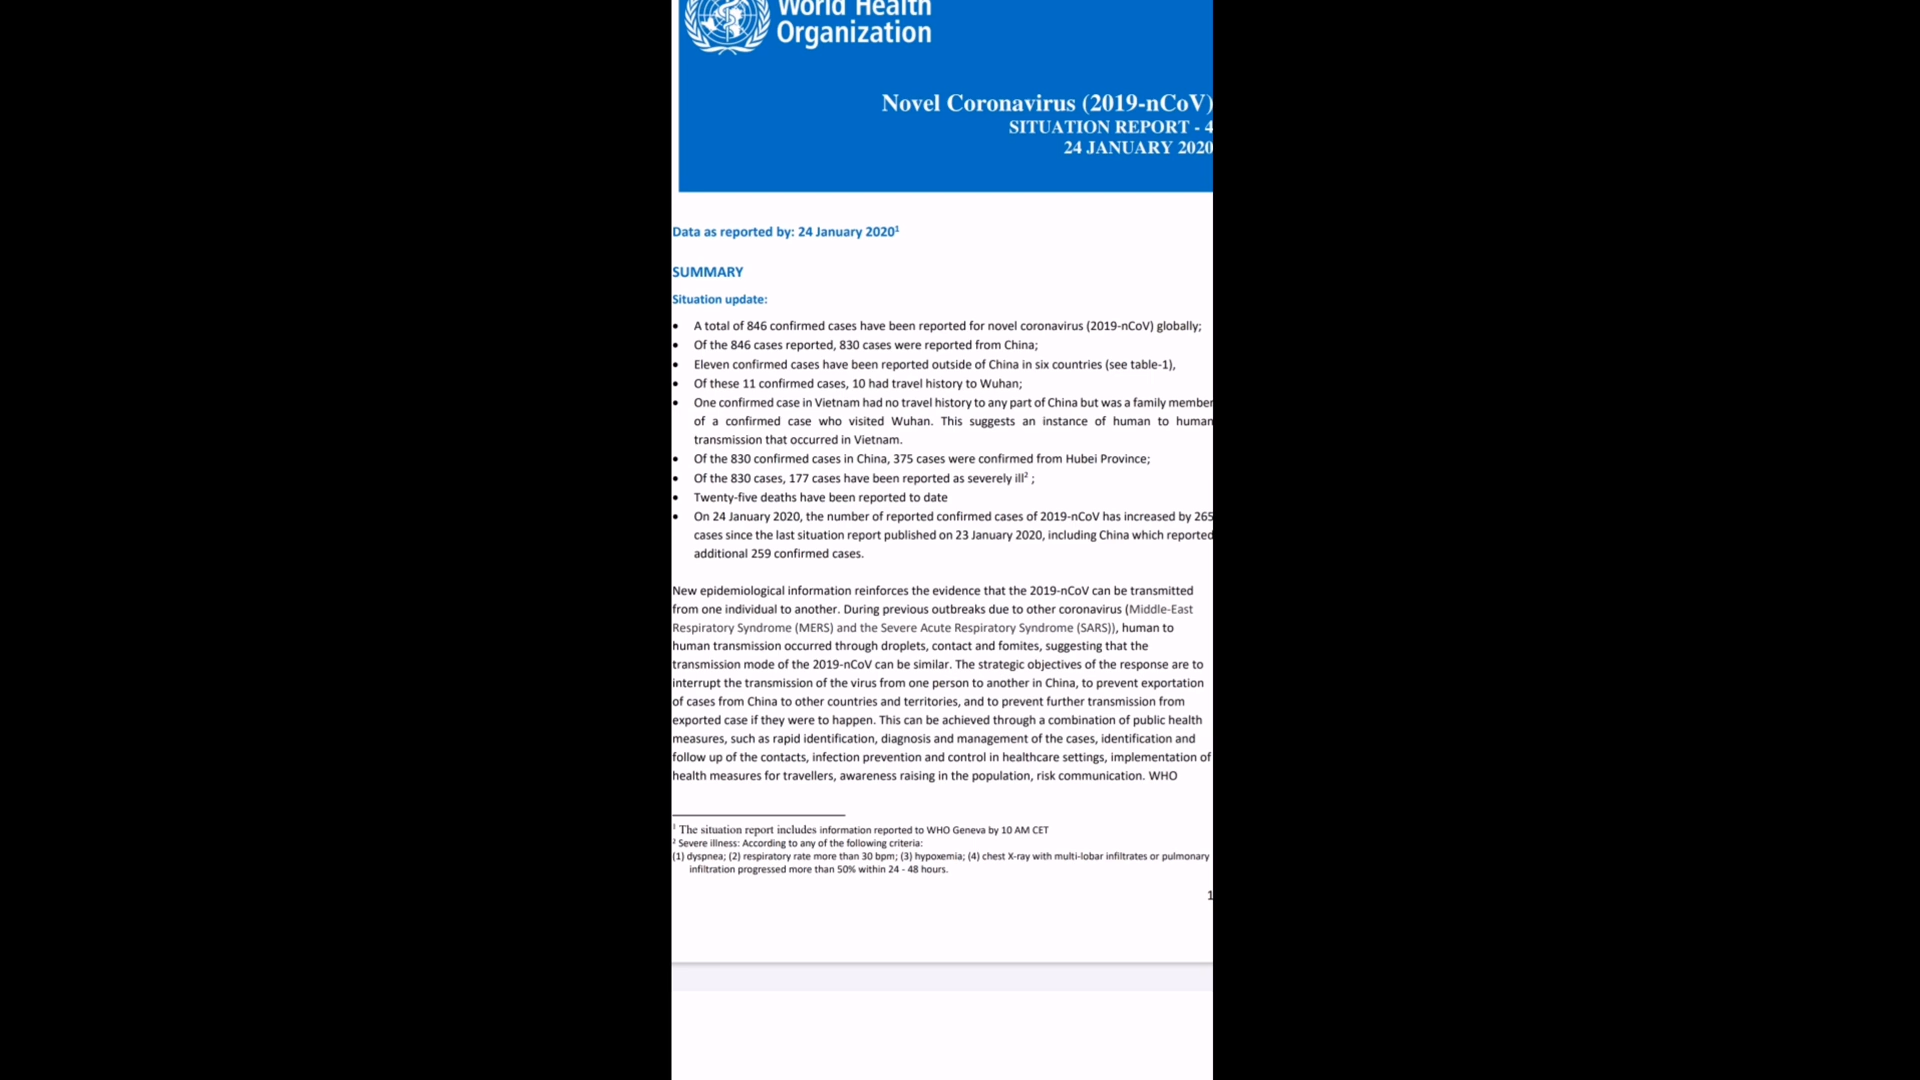 World Health
Organization
Novel Coronavirus (2019-nCoV)
SITUATION REPORT - 4
24 JANUARY 2020
Data as reported by: 24 January 2020¹
SUMMARY
Situation update:
• A total of 846 confirmed cases have been reported for novel coronavirus (2019-nCoV) globally;
• Of the 846 cases reported, 830 cases were reported from China;
• Eleven confirmed cases have been reported outside of China in six countries (see table-1),
• Of these 11 confirmed cases, 10 had travel history to Wuhan;
• One confirmed case in Vietnam had no travel history to any part of China but was a family member
of a confirmed case who visited Wuhan. This suggests an instance of human to human
transmission that occurred in Vietnam.
• Of the 830 confirmed cases in China, 375 cases were confirmed from Hubei Province;
• Of the 830 cases, 177 cases have been reported as severely ill² ;
• Twenty-five deaths have been reported to date
• On 24 January 2020, the number of reported confirmed cases of 2019-nCoV has increased by 265
cases since the last situation report published on 23 January 2020, including China which reported
additional 259 confirmed cases.
New epidemiological information reinforces the evidence that the 2019-nCoV can be transmitted
from one individual to another. During previous outbreaks due to other coronavirus (Middle-East
Respiratory Syndrome (MERS) and the Severe Acute Respiratory Syndrome (SARS)), human to
human transmission occurred through droplets, contact and fomites, suggesting that the
transmission mode of the 2019-nCoV can be similar. The strategic objectives of the response are to
interrupt the transmission of the virus from one person to another in China, to prevent exportation
of cases from China to other countries and territories, and to prevent further transmission from
exported case if they were to happen. This can be achieved through a combination of public health
measures, such as rapid identification, diagnosis and management of the cases, identification and
follow up of the contacts, infection prevention and control in healthcare settings, implementation of
health measures for travellers, awareness raising in the population, risk communication. WHO
¹ The situation report includes information reported to WHO Geneva by 10 AM CET
² Severe illness: According to any of the following criteria:
(1) dyspnea; (2) respiratory rate more than 30 bpm; (3) hypoxemia; (4) chest X-ray with multi-lobar infiltrates or pulmonary
infiltration progressed more than 50% within 24 - 48 hours.
1